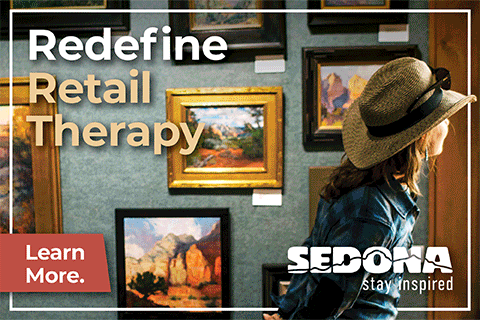 Redefine
Retail
Therapy
Learn
More.
SEDONA
stay inspired